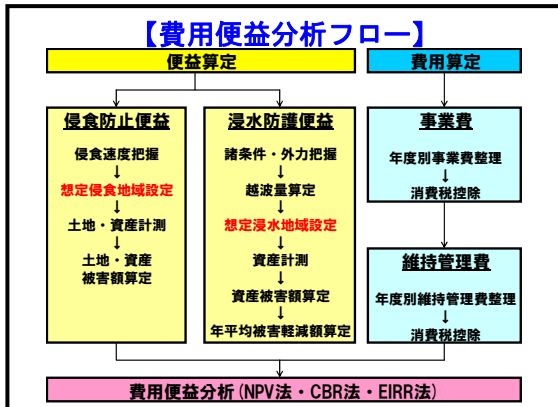 【費用便益分析フロー】
便益算定
費用算定
侵食防止便益
侵食速度把握
↓
想定侵食地域設定
↓
土地・資産計測
↓
土地・資産
被害額算定
浸水防護便益
諸条件・外力把握
↓
越波量算定
↓
想定浸水地域設定
↓
資産計測
↓
資産被害額算定
↓
年平均被害軽減額算定
事業費
年度別事業費整理
↓
消費税控除
維持管理費
年度別維持管理費整理
↓
消費税控除
費用便益分析(NPV法・CBR法・EIRR法)